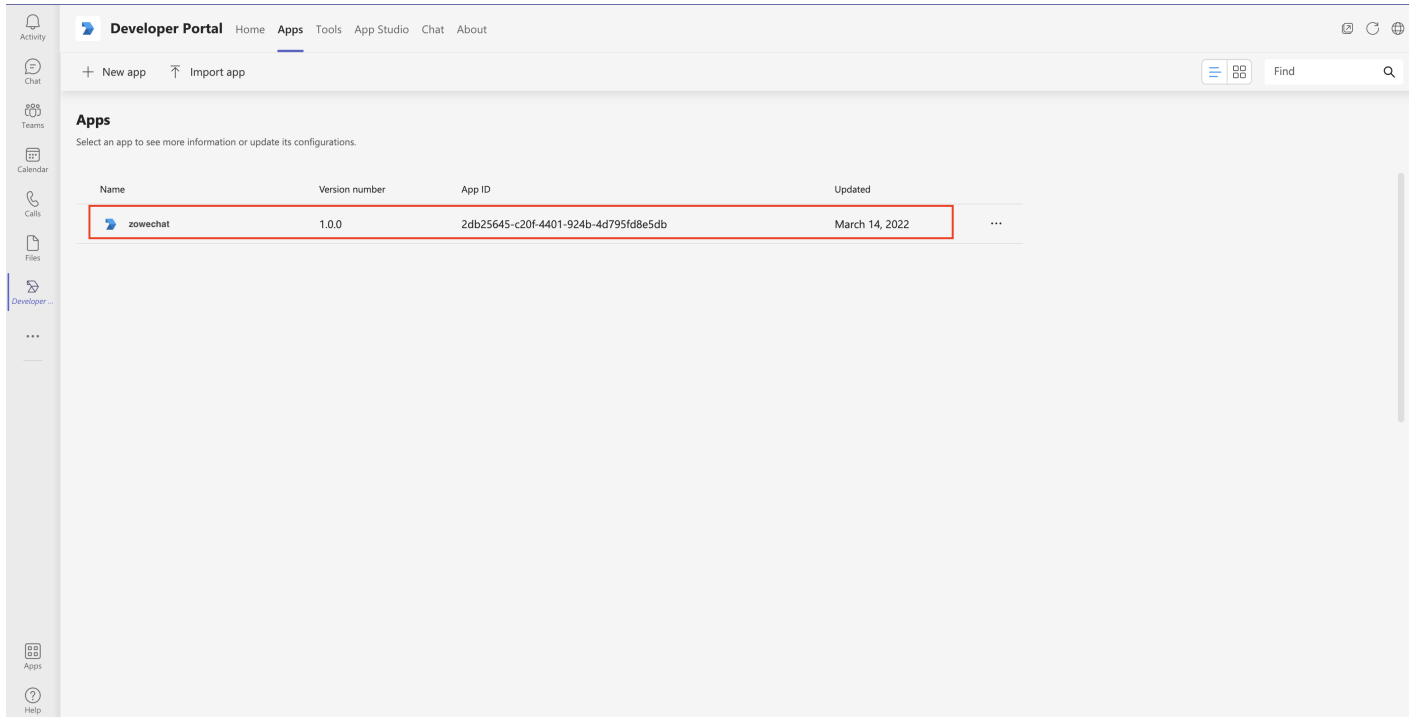 Activity
Chat
Teams
Calendar
Calls
Files
Developer ...
Apps
Help
Developer Portal Home Apps Tools App Studio Chat About
New app Import app
Find
Apps
Select an app to see more information or update its configurations.
Name Version number App ID Updated
zowechat 1.0.0 2db25645-c20f-4401-924b-4d795fd8e5db March 14, 2022